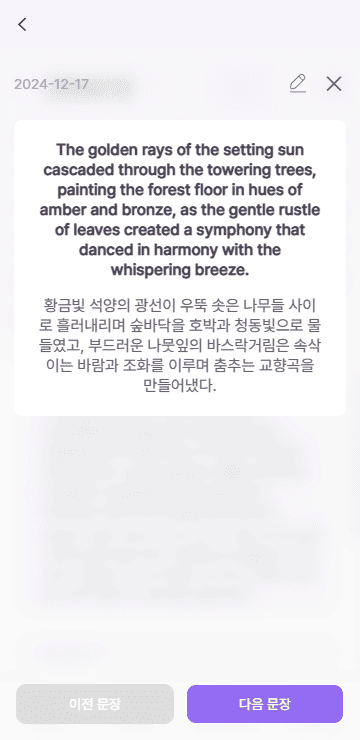 2024-12-17
The golden rays of the setting sun
cascaded through the towering trees,
painting the forest floor in hues of
amber and bronze, as the gentle rustle
of leaves created a symphony that
danced in harmony with the
whispering breeze.
황금빛 석양의 광선이 우뚝 솟은 나무들 사이
로 흘러내리며 숲바닥을 호박과 청동빛으로 물
들였고, 부드러운 나뭇잎의 바스락거림은 속삭
이는 바람과 조화를 이루며 춤추는 교향곡을
만들어냈다.
이전 문장
다음 문장